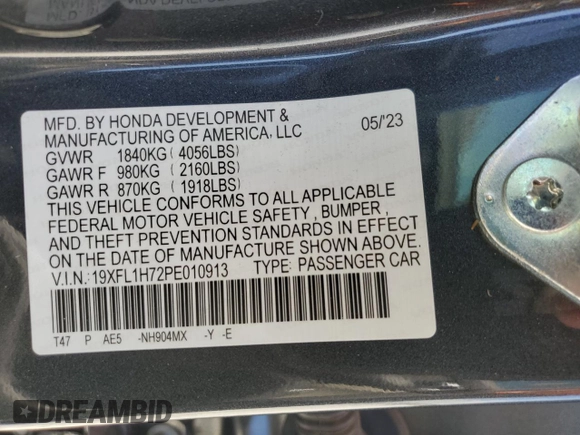 MFD. BY HONDA DEVELOPMENT &
MANUFACTURING OF AMERICA, LLC 05/'23
GVWR 1840KG (4056LBS)
GAWR F 980KG (2160LBS)
GAWR R 870KG (1918LBS)
THIS VEHICLE CONFORMS TO ALL APPLICABLE
FEDERAL MOTOR VEHICLE SAFETY , BUMPER ,
AND THEFT PREVENTION STANDARDS IN EFFECT
ON THE DATE OF MANUFACTURE SHOWN ABOVE.
V.I.N.:19XFL1H72PE010913 TYPE: PASSENGER CAR
T47 P AE5 -NH904MX -Y -E
DREAMBID